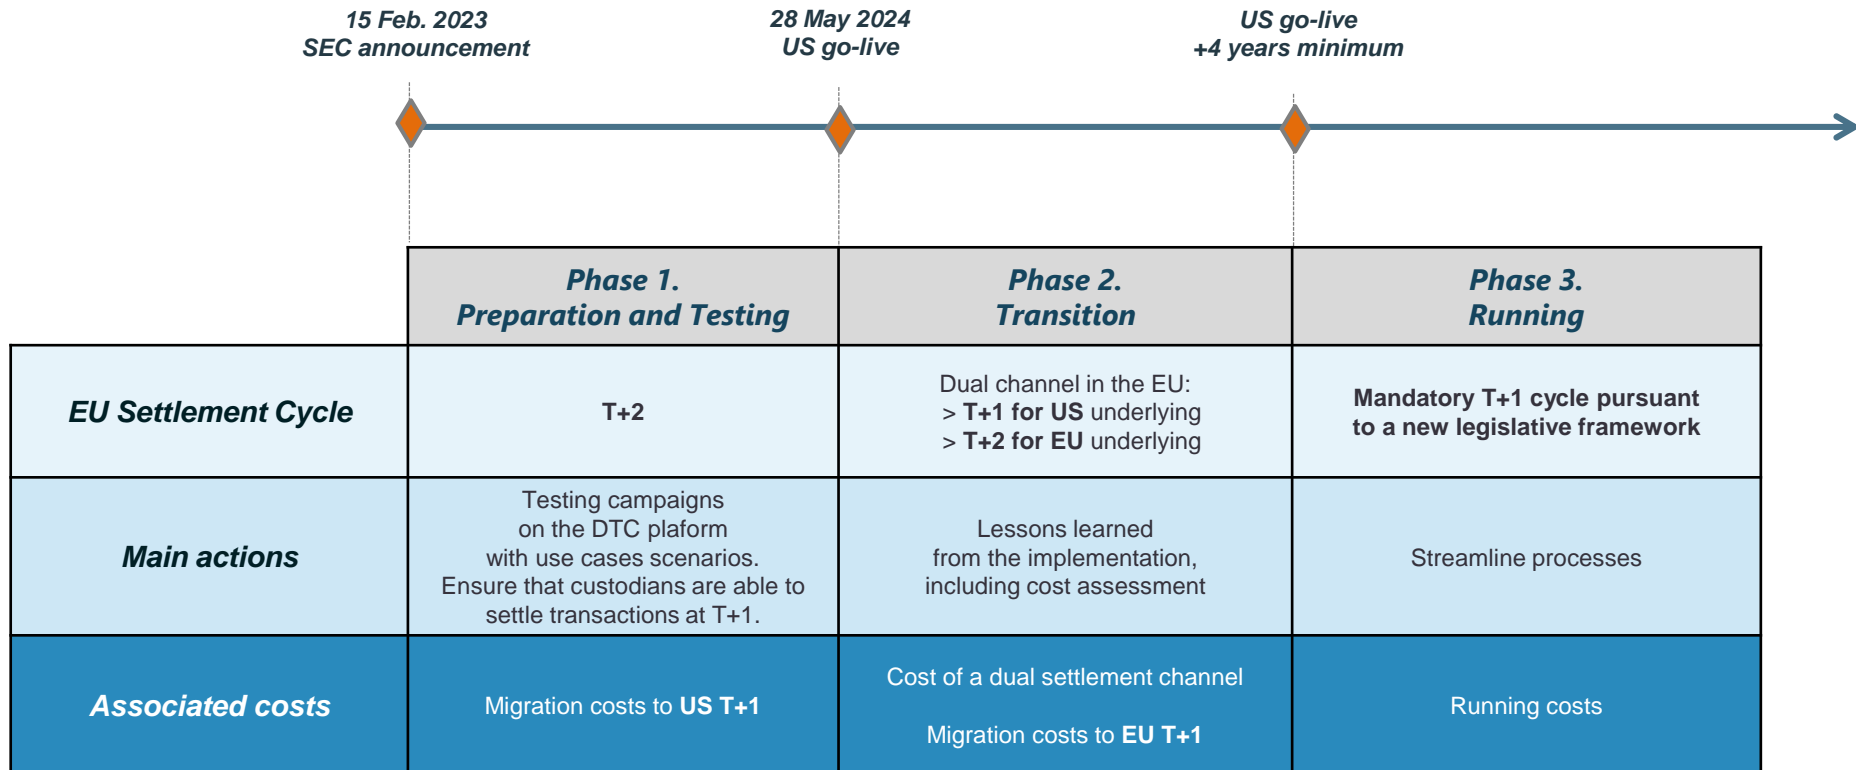 15 Feb. 2023
SEC announcement
28 May 2024
US go-live
US go-live
+4 years minimum
Phase 1.
Preparation and Testing
Phase 2.
Transition
Phase 3.
Running
EU Settlement Cycle
T+2
Dual channel in the EU:
> T+1 for US underlying
> T+2 for EU underlying
Mandatory T+1 cycle pursuant
to a new legislative framework
Main actions
Testing campaigns
on the DTC plaform
with use cases scenarios.
Ensure that custodians are able to
settle transactions at T+1.
Lessons learned
from the implementation,
including cost assessment
Streamline processes
Associated costs
Migration costs to US T+1
Cost of a dual settlement channel
Migration costs to EU T+1
Running costs